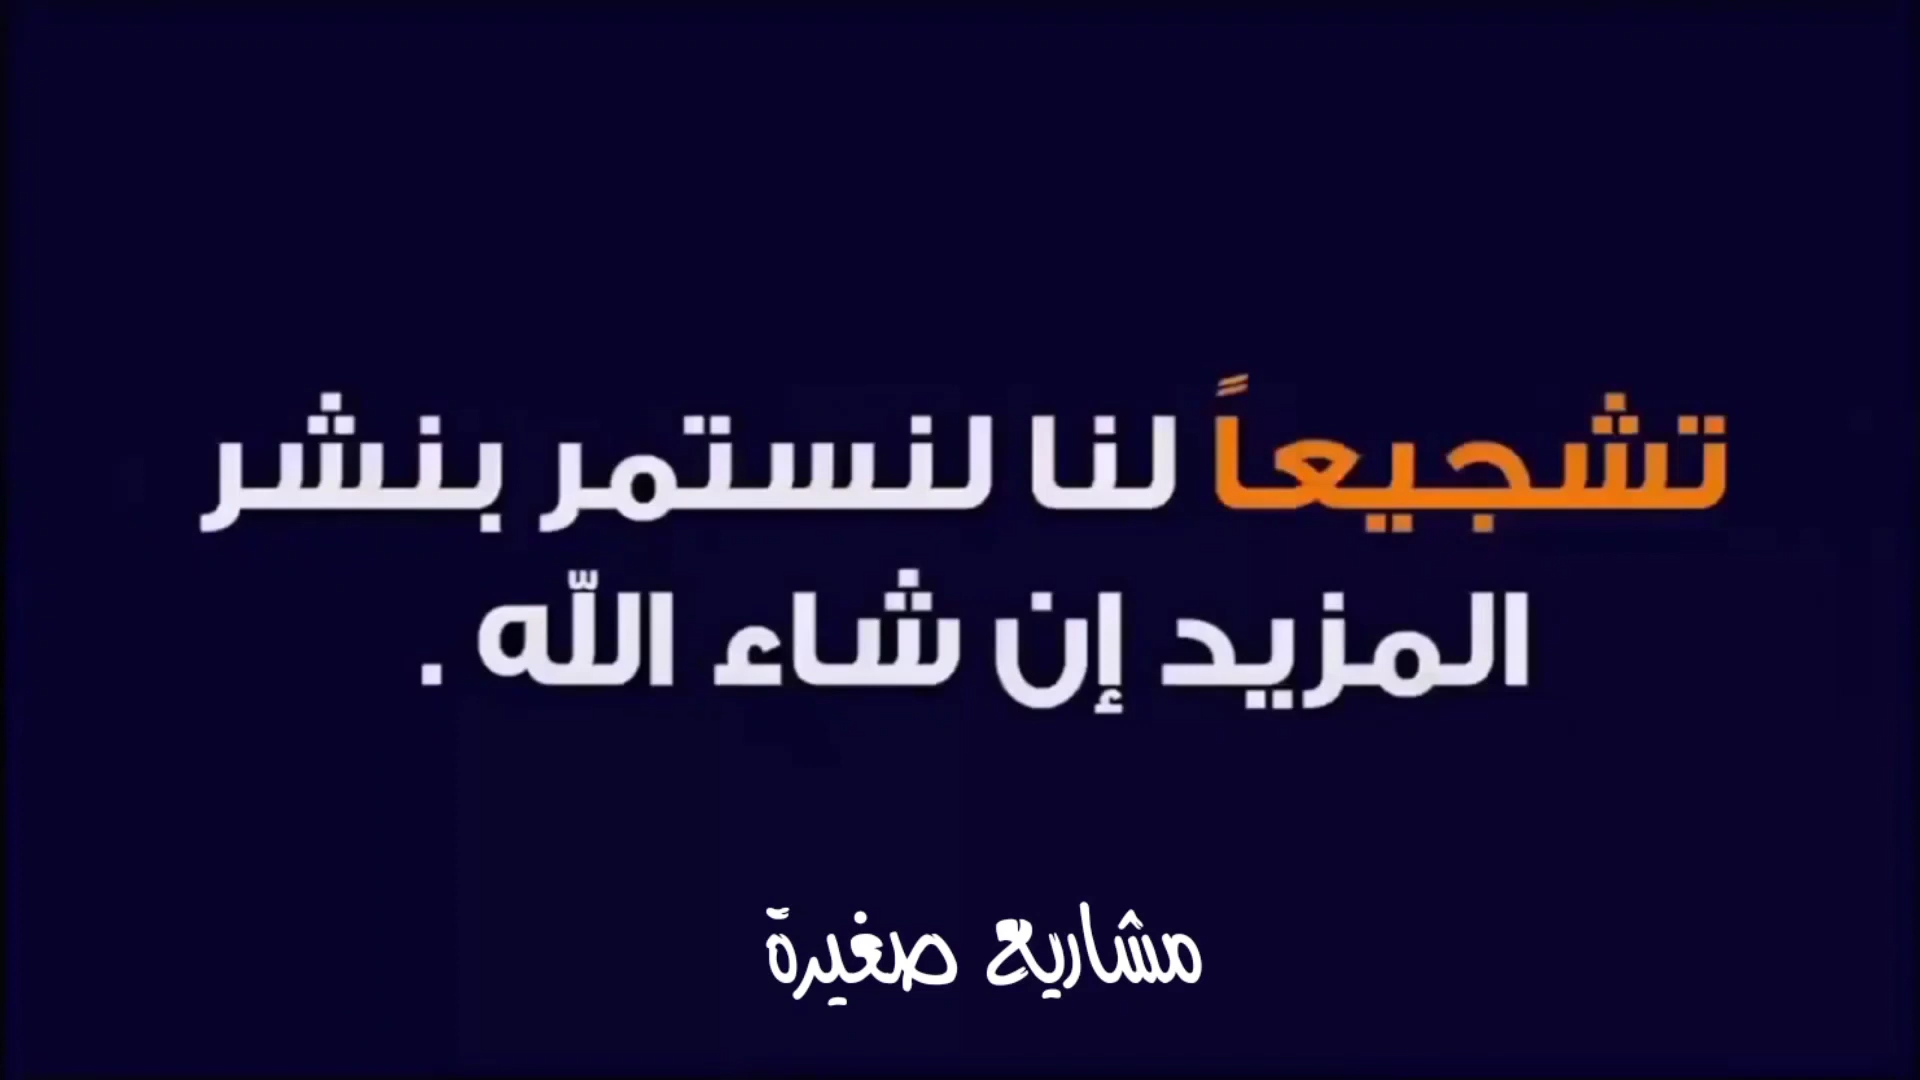 تشجيعاً لنا لنستمر بنشر
المزيد إن شاء اللّه .
مشاريع صغيرة